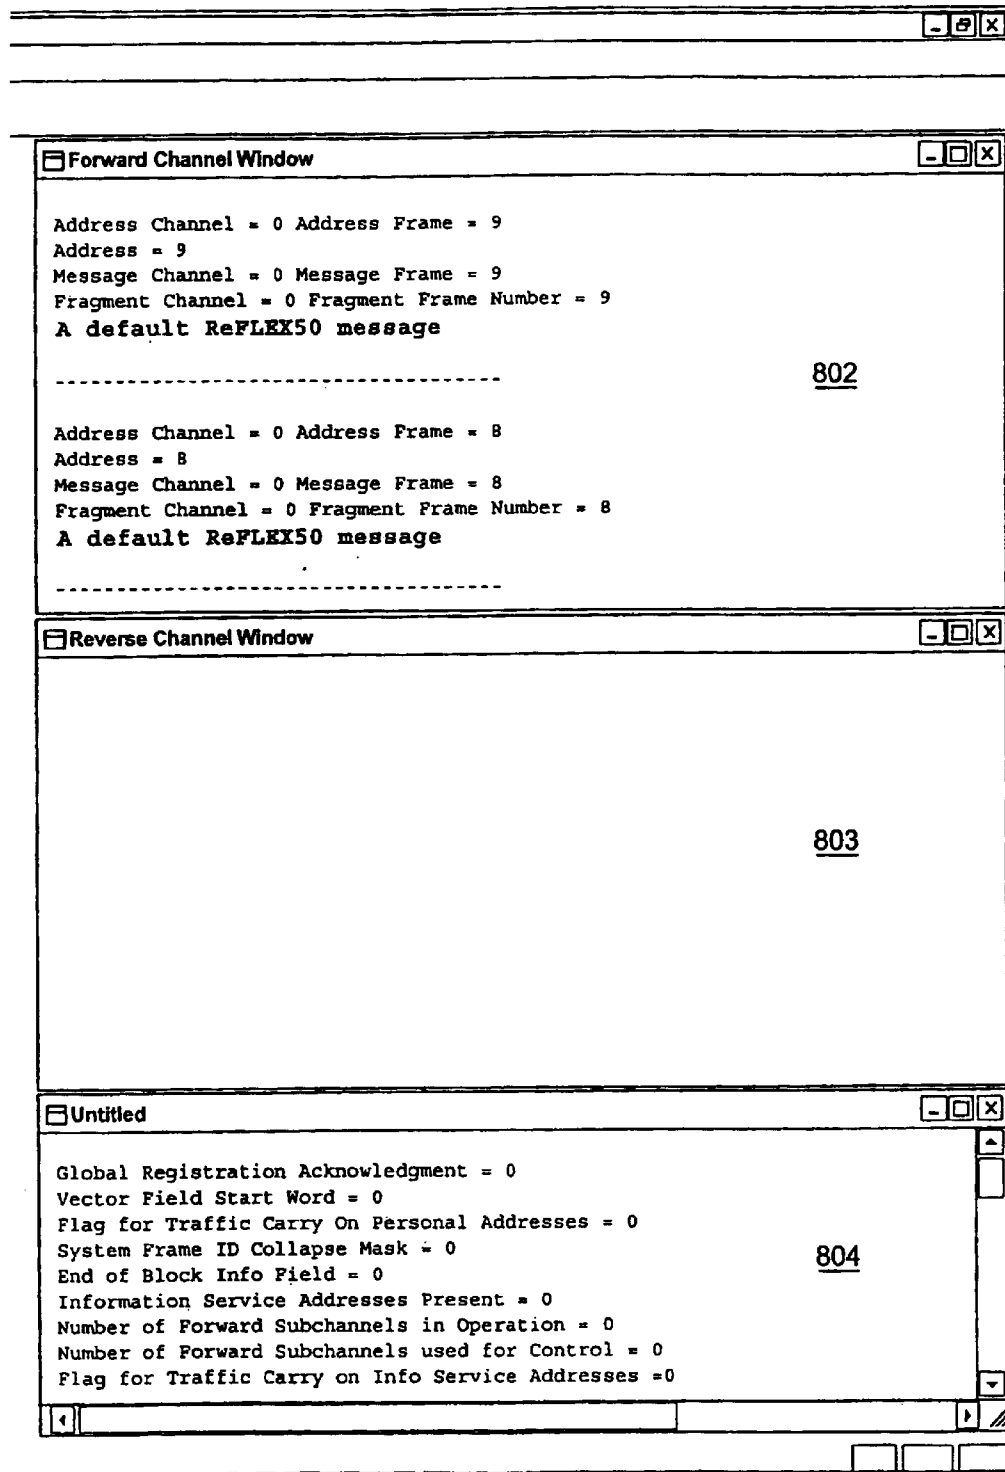 Forward Channel Window
Address Channel = 0 Address Frame = 9
Address = 9
Message Channel = 0 Message Frame = 9
Fragment Channel = 0 Fragment Frame Number = 9
A default ReFLEX50 message
-------------------------------------
802
Address Channel = 0 Address Frame = 8
Address = 8
Message Channel = 0 Message Frame = 8
Fragment Channel = 0 Fragment Frame Number = 8
A default ReFLEX50 message
-------------------------------------
Reverse Channel Window
803
Untitled
Global Registration Acknowledgment = 0
Vector Field Start Word = 0
Flag for Traffic Carry On Personal Addresses = 0
System Frame ID Collapse Mask = 0
804
End of Block Info Field = 0
Information Service Addresses Present = 0
Number of Forward Subchannels in Operation = 0
Number of Forward Subchannels used for Control = 0
Flag for Traffic Carry on Info Service Addresses =0